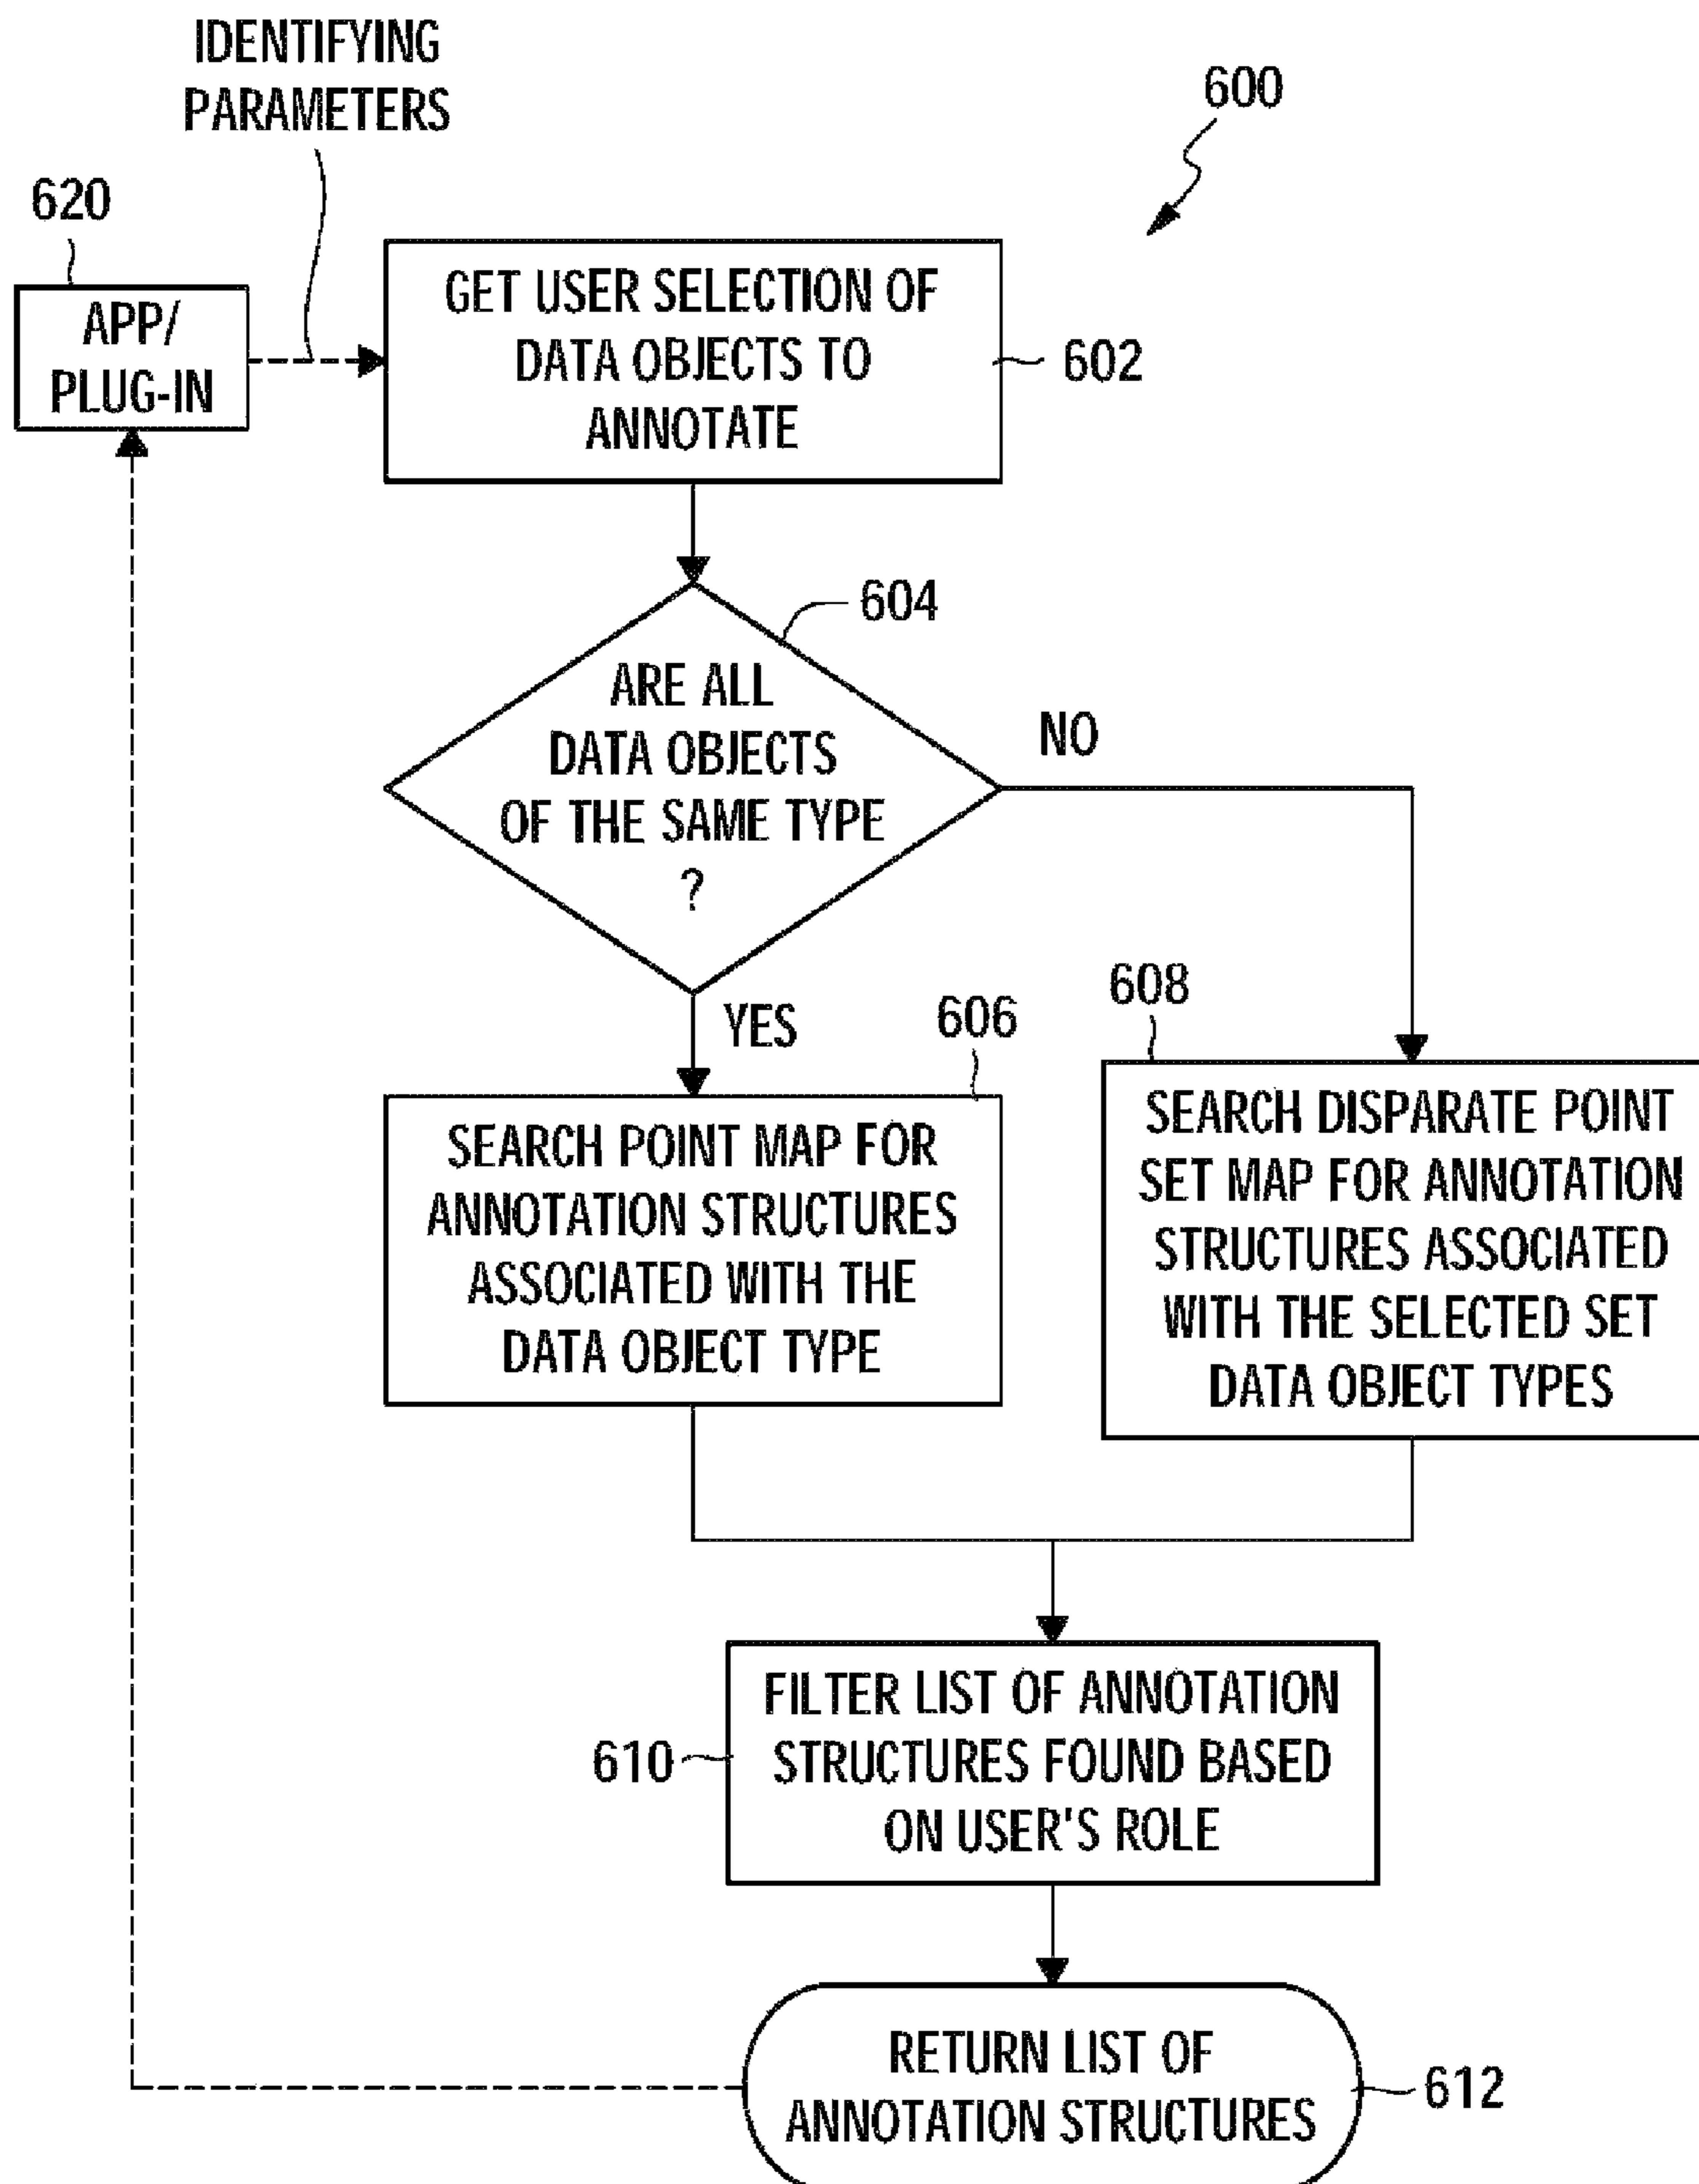 IDENTIFYING
PARAMETERS
600
620
APP/
PLUG-IN
GET USER SELECTION OF
DATA OBJECTS TO
ANNOTATE
602
604
ARE ALL
DATA OBJECTS
OF THE SAME TYPE
?
NO
YES
606
608
SEARCH POINT MAP FOR
ANNOTATION STRUCTURES
ASSOCIATED WITH THE
DATA OBJECT TYPE
SEARCH DISPARATE POINT
SET MAP FOR ANNOTATION
STRUCTURES ASSOCIATED
WITH THE SELECTED SET
DATA OBJECT TYPES
FILTER LIST OF ANNOTATION
STRUCTURES FOUND BASED
ON USER'S ROLE
610
RETURN LIST OF
ANNOTATION STRUCTURES
612